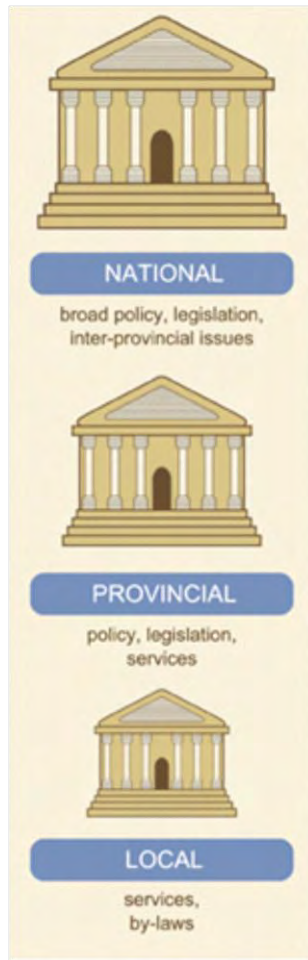 NATIONAL
broad policy, legislation,
inter-provincial issues
PROVINCIAL
policy, legislation,
services
LOCAL
services,
by-laws